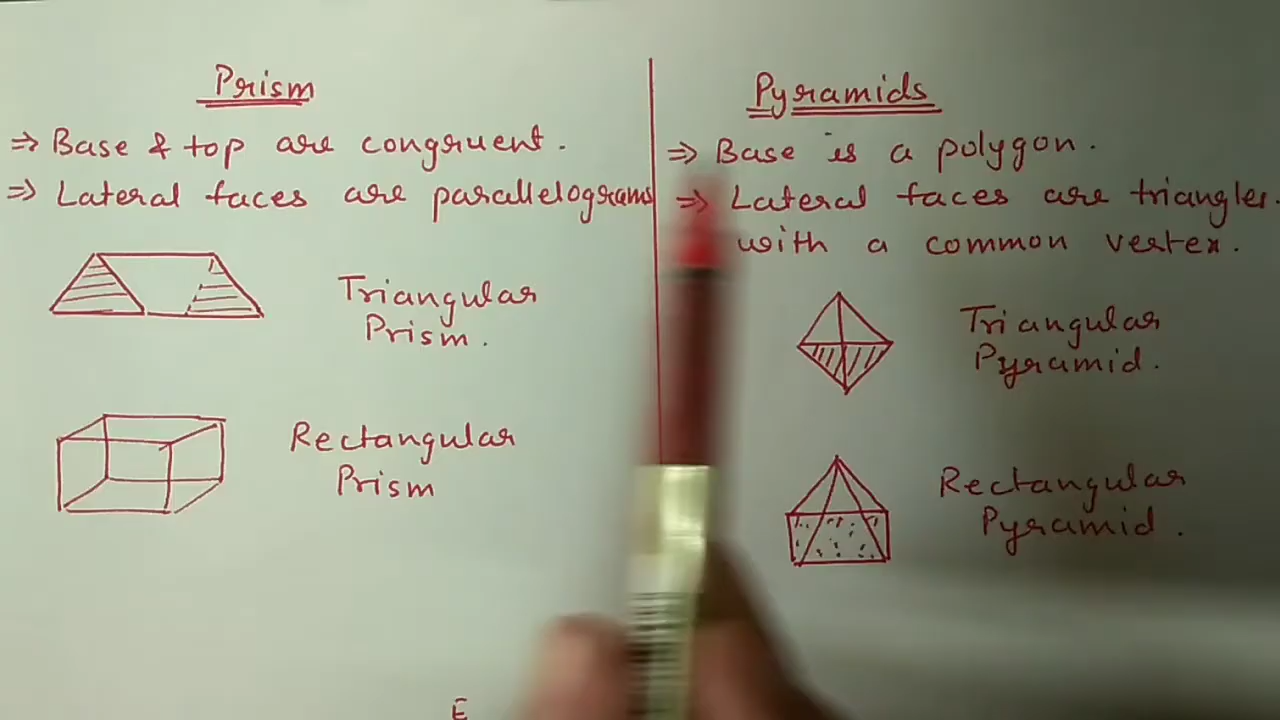 Prism
⇒ Base & top are congruent.
⇒ Lateral faces are parallelograms
Triangular
Prism.
Rectangular
Prism
Pyramids
⇒ Base is a polygon.
⇒ Lateral faces are triangles.
with a common vertex.
Triangular
Pyramid.
Rectangular
Pyramid.
E